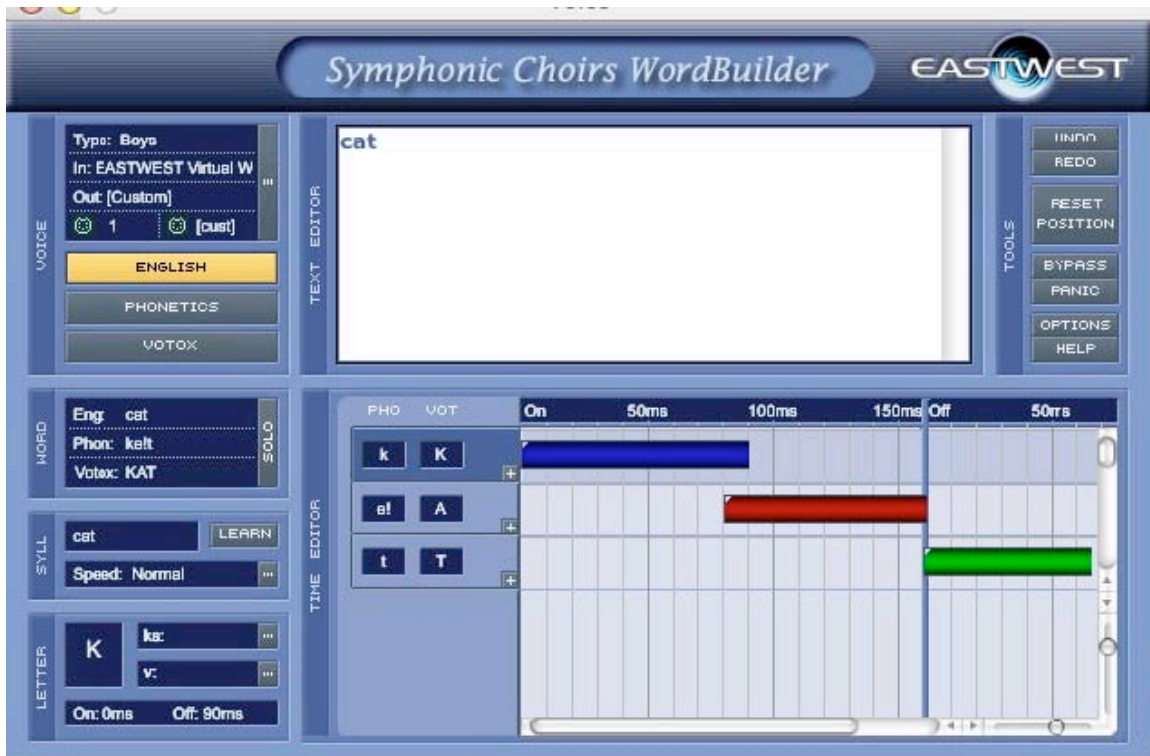 Symphonic Choirs WordBuilder
EASTWEST
VOICE
Type: Boys
In: EASTWEST Virtual W
Out: [Custom]
1 [cust]
ENGLISH
PHONETICS
VOTOX
TEXT EDITOR
cat
TOOLS
UNDO
REDO
RESET
POSITION
BYPASS
PANIC
OPTIONS
HELP
WORD
Eng: cat
Phon: ke!t
Votox: KAT
SOLO
SYLL
cat LEARN
Speed: Normal
LETTER
K
ks:
v:
On: 0ms Off: 90ms
TIME EDITOR
PHO VOT On 50ms 100ms 150ms Off 50ms
k K
e! A
t T